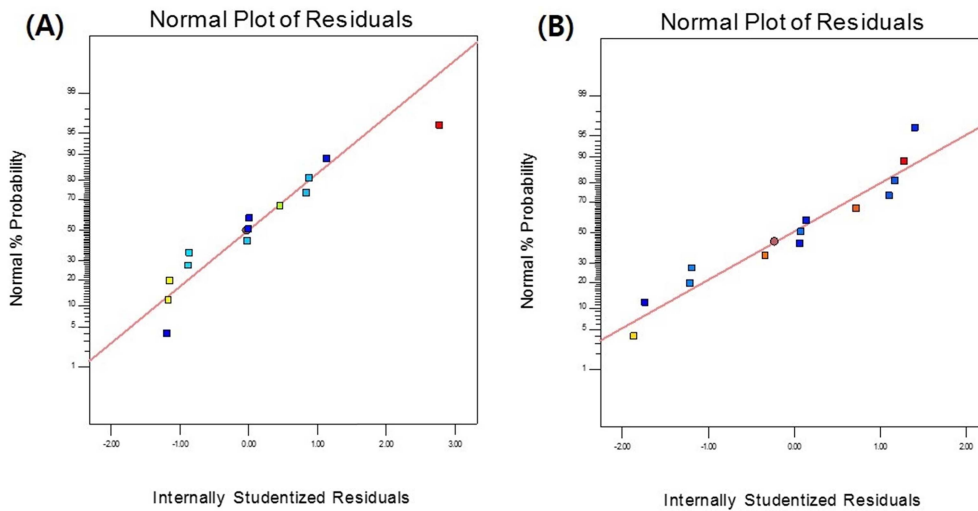 (A)
Normal Plot of Residuals
Normal % Probability
99
95
90
80
70
50
30
20
10
5
1
-2.00 -1.00 0.00 1.00 2.00 3.00
Internally Studentized Residuals
(B)
Normal Plot of Residuals
Normal % Probability
99
95
90
80
70
50
30
20
10
5
1
-2.00 -1.00 0.00 1.00 2.00
Internally Studentized Residuals